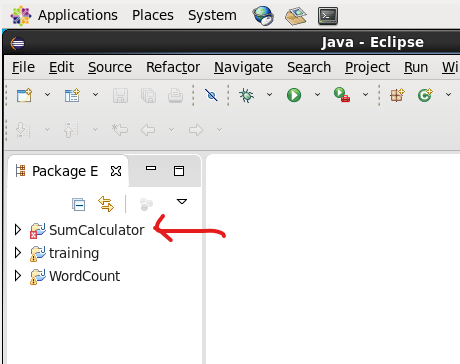 Applications Places System
Java - Eclipse
File Edit Source Refactor Navigate Search Project Run Wi
Package E
SumCalculator
training
WordCount